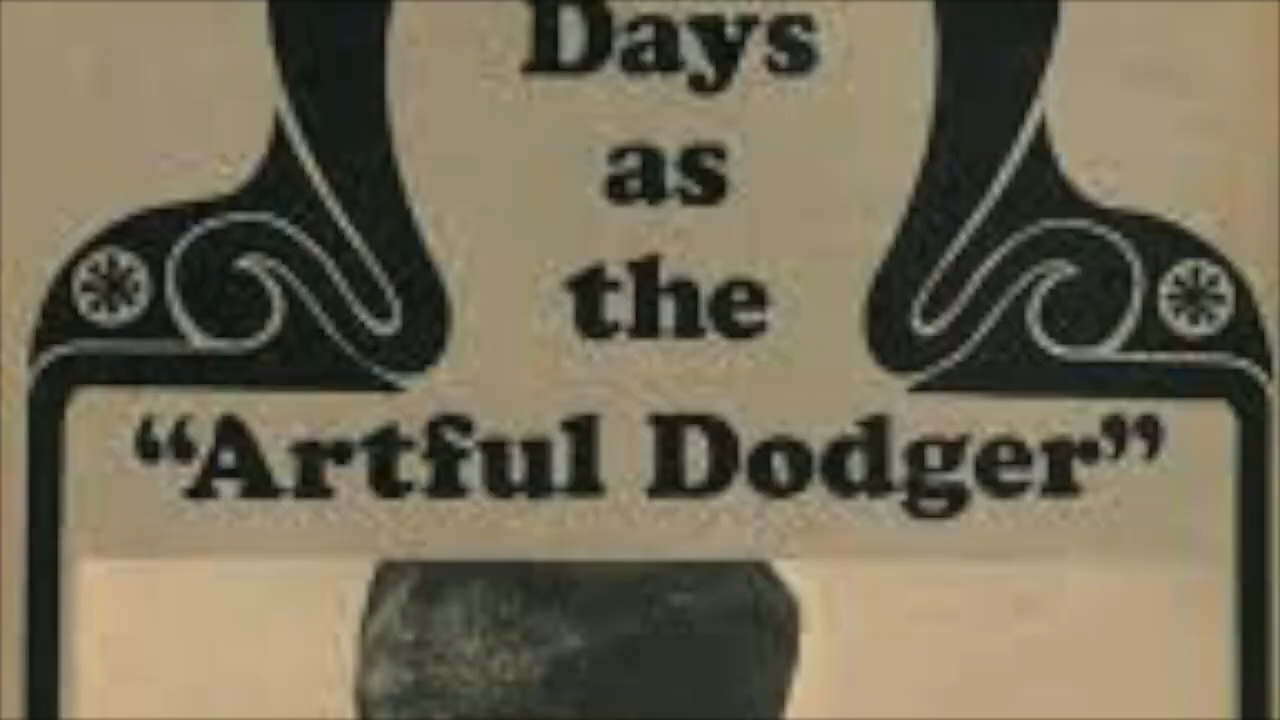 Days
as
the
“Artful Dodger”